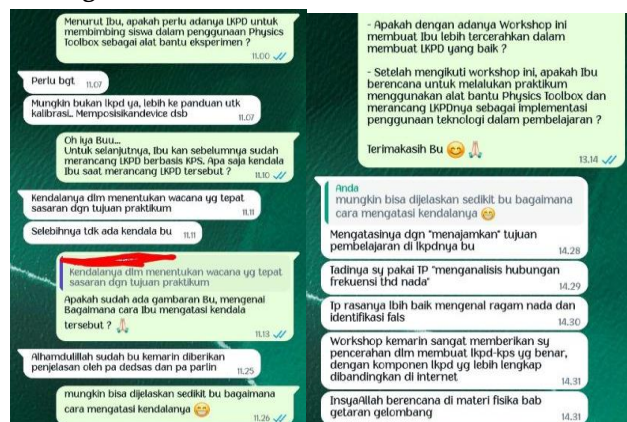 Menurut Ibu, apakah perlu adanya LKPD untuk
membimbing siswa dalam penggunaan Physics
Toolbox sebagai alat bantu eksperimen ?
11.00
Perlu bgt 11.07
Mungkin bukan lkpd ya, lebih ke panduan utk
kalibrasi.. Memposisikandevice dsb
11.07
Oh iya Buu...
Untuk selanjutnya, Ibu kan sebelumnya sudah
merancang LKPD berbasis KPS. Apa saja kendala
Ibu saat merancang LKPD tersebut ? 11.10
Kendalanya dlm menentukan wacana yg tepat
sasaran dgn tujuan praktikum 11.11
Selebihnya tdk ada kendala bu 11.11
Kendalanya dlm menentukan wacana yg tepat
sasaran dgn tujuan praktikum
Apakah sudah ada gambaran Bu, mengenai
Bagaimana cara Ibu mengatasi kendala
tersebut ? 🙏🏻 11.13
Alhamdulillah sudah bu kemarin diberikan
penjelasan oleh pa dedsas dan pa parlin 11.25
mungkin bisa dijelaskan sedikit bu bagaimana
cara mengatasi kendalanya 😁 11.26
- Apakah dengan adanya Workshop ini
membuat Ibu lebih tercerahkan dalam
membuat LKPD yang baik ?
- Setelah mengikuti workshop ini, apakah Ibu
berencana untuk melalukan praktikum
menggunakan alat bantu Physics Toolbox dan
merancang LKPDnya sebagai implementasi
penggunaan teknologi dalam pembelajaran ?
Terimakasih Bu 😊 🙏🏻
13.14
Anda
mungkin bisa dijelaskan sedikit bu bagaimana
cara mengatasi kendalanya 😁
Mengatasinya dgn "menajamkan" tujuan
pembelajaran di lkpdnya bu 14.28
Tadinya sy pakai TP "menganalisis hubungan
frekuensi thd nada" 14.29
Tp rasanya lbih baik mengenal ragam nada dan
identifikasi fals 14.30
Workshop kemarin sangat memberikan sy
pencerahan dlm membuat lkpd-kps yg benar,
dengan komponen lkpd yg lebih lengkap
dibandingkan di internet 14.31
InsyaAllah berencana di materi fisika bab
getaran gelombang 14.31